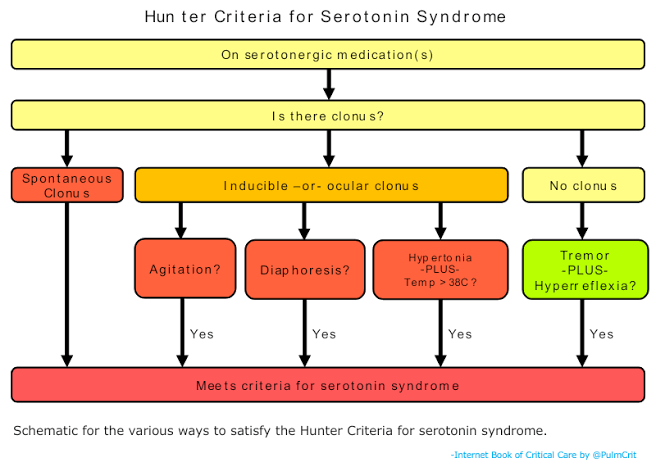 Hunter Criteria for Serotonin Syndrome
On serotonergic medication(s)
Is there clonus?
Spontaneous
Clonus
Inducible –or- ocular clonus
No clonus
Agitation?
Diaphoresis?
Hypertonia
-PLUS-
Temp > 38C?
Tremor
-PLUS-
Hyperreflexia?
Yes
Yes
Yes
Yes
Meets criteria for serotonin syndrome
Schematic for the various ways to satisfy the Hunter Criteria for serotonin syndrome.
-Internet Book of Critical Care by @PulmCrit